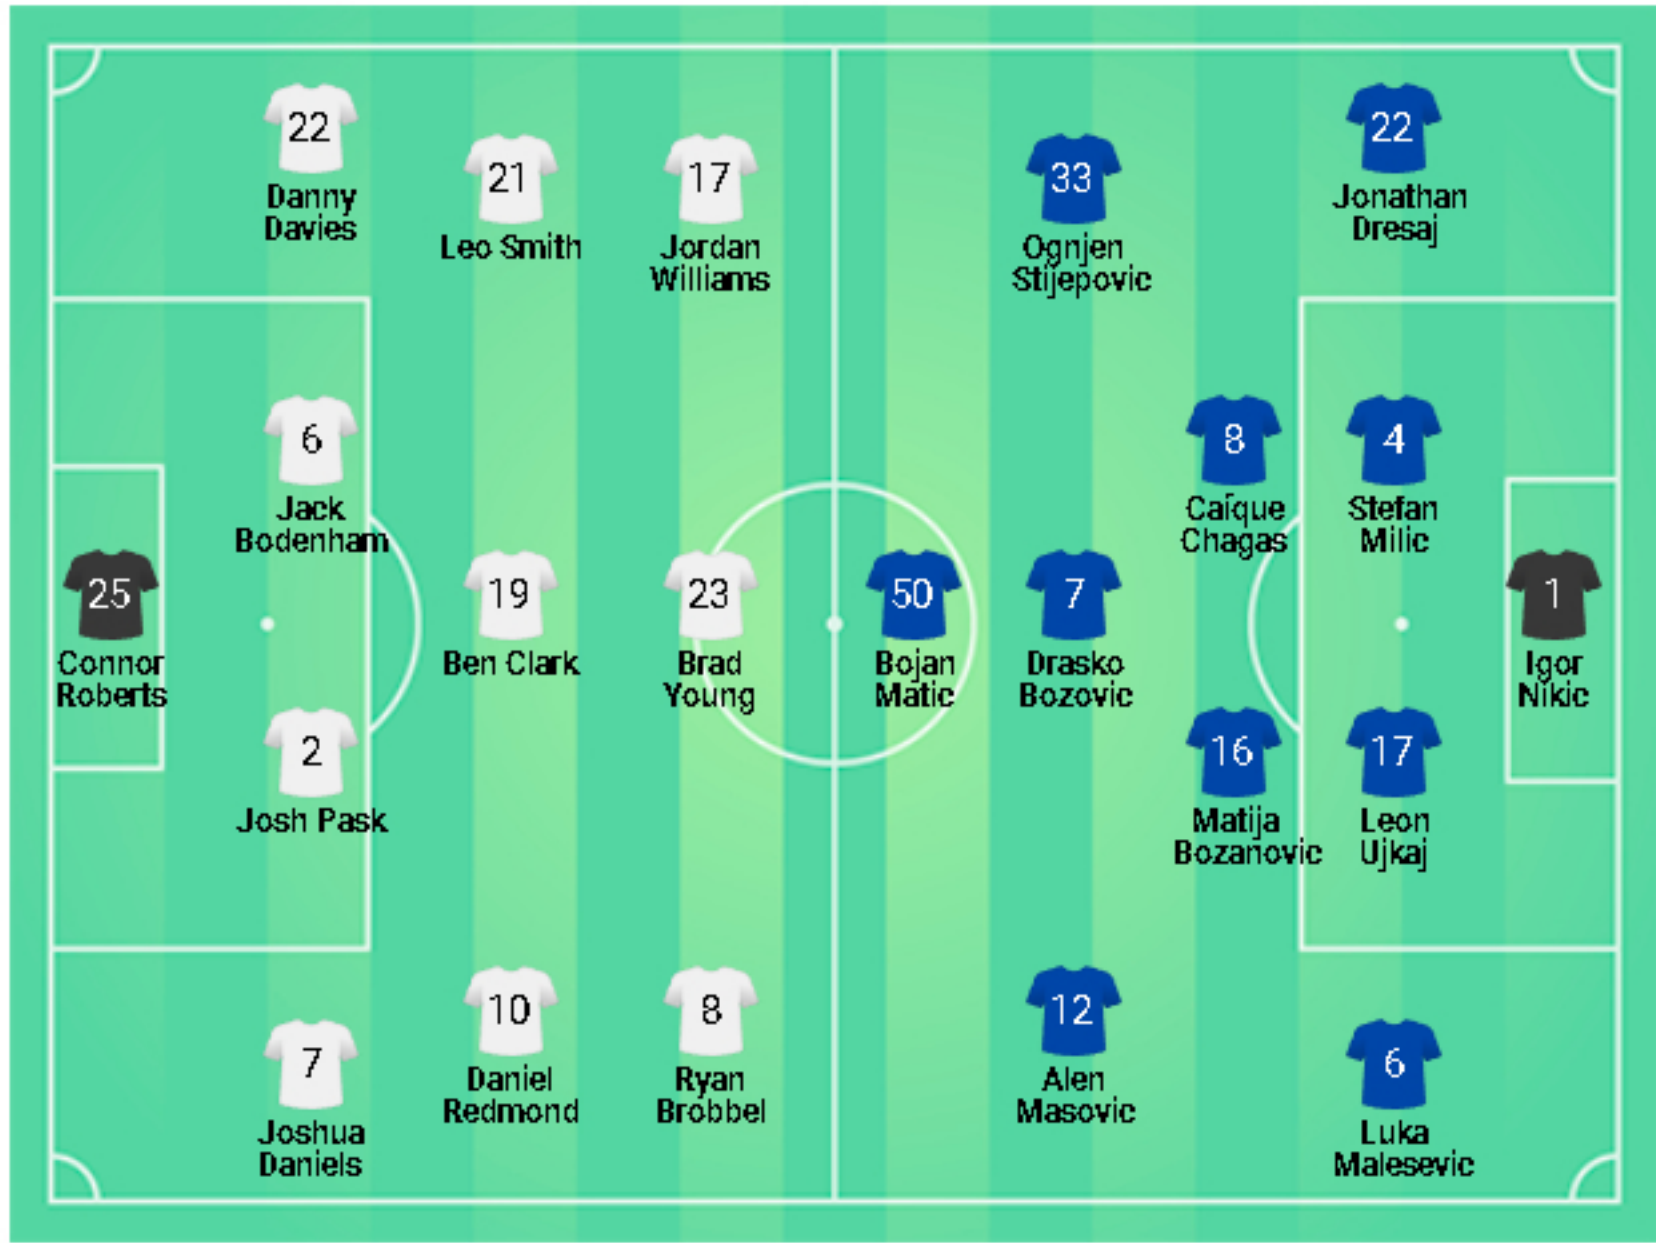 22
Danny
Davies
21
Leo Smith
17
Jordan
Williams
33
Ognjen
Stijepovic
22
Jonathan
Dresaj
6
Jack
Bodenham
8
Caíque
Chagas
4
Stefan
Milic
25
Connor
Roberts
19
Ben Clark
23
Brad
Young
50
Bojan
Matic
7
Drasko
Bozovic
1
Igor
Nikic
2
Josh Pask
16
Matija
Bozanovic
17
Leon
Ujkaj
7
Joshua
Daniels
10
Daniel
Redmond
8
Ryan
Brobbel
12
Alen
Masovic
6
Luka
Malesevic